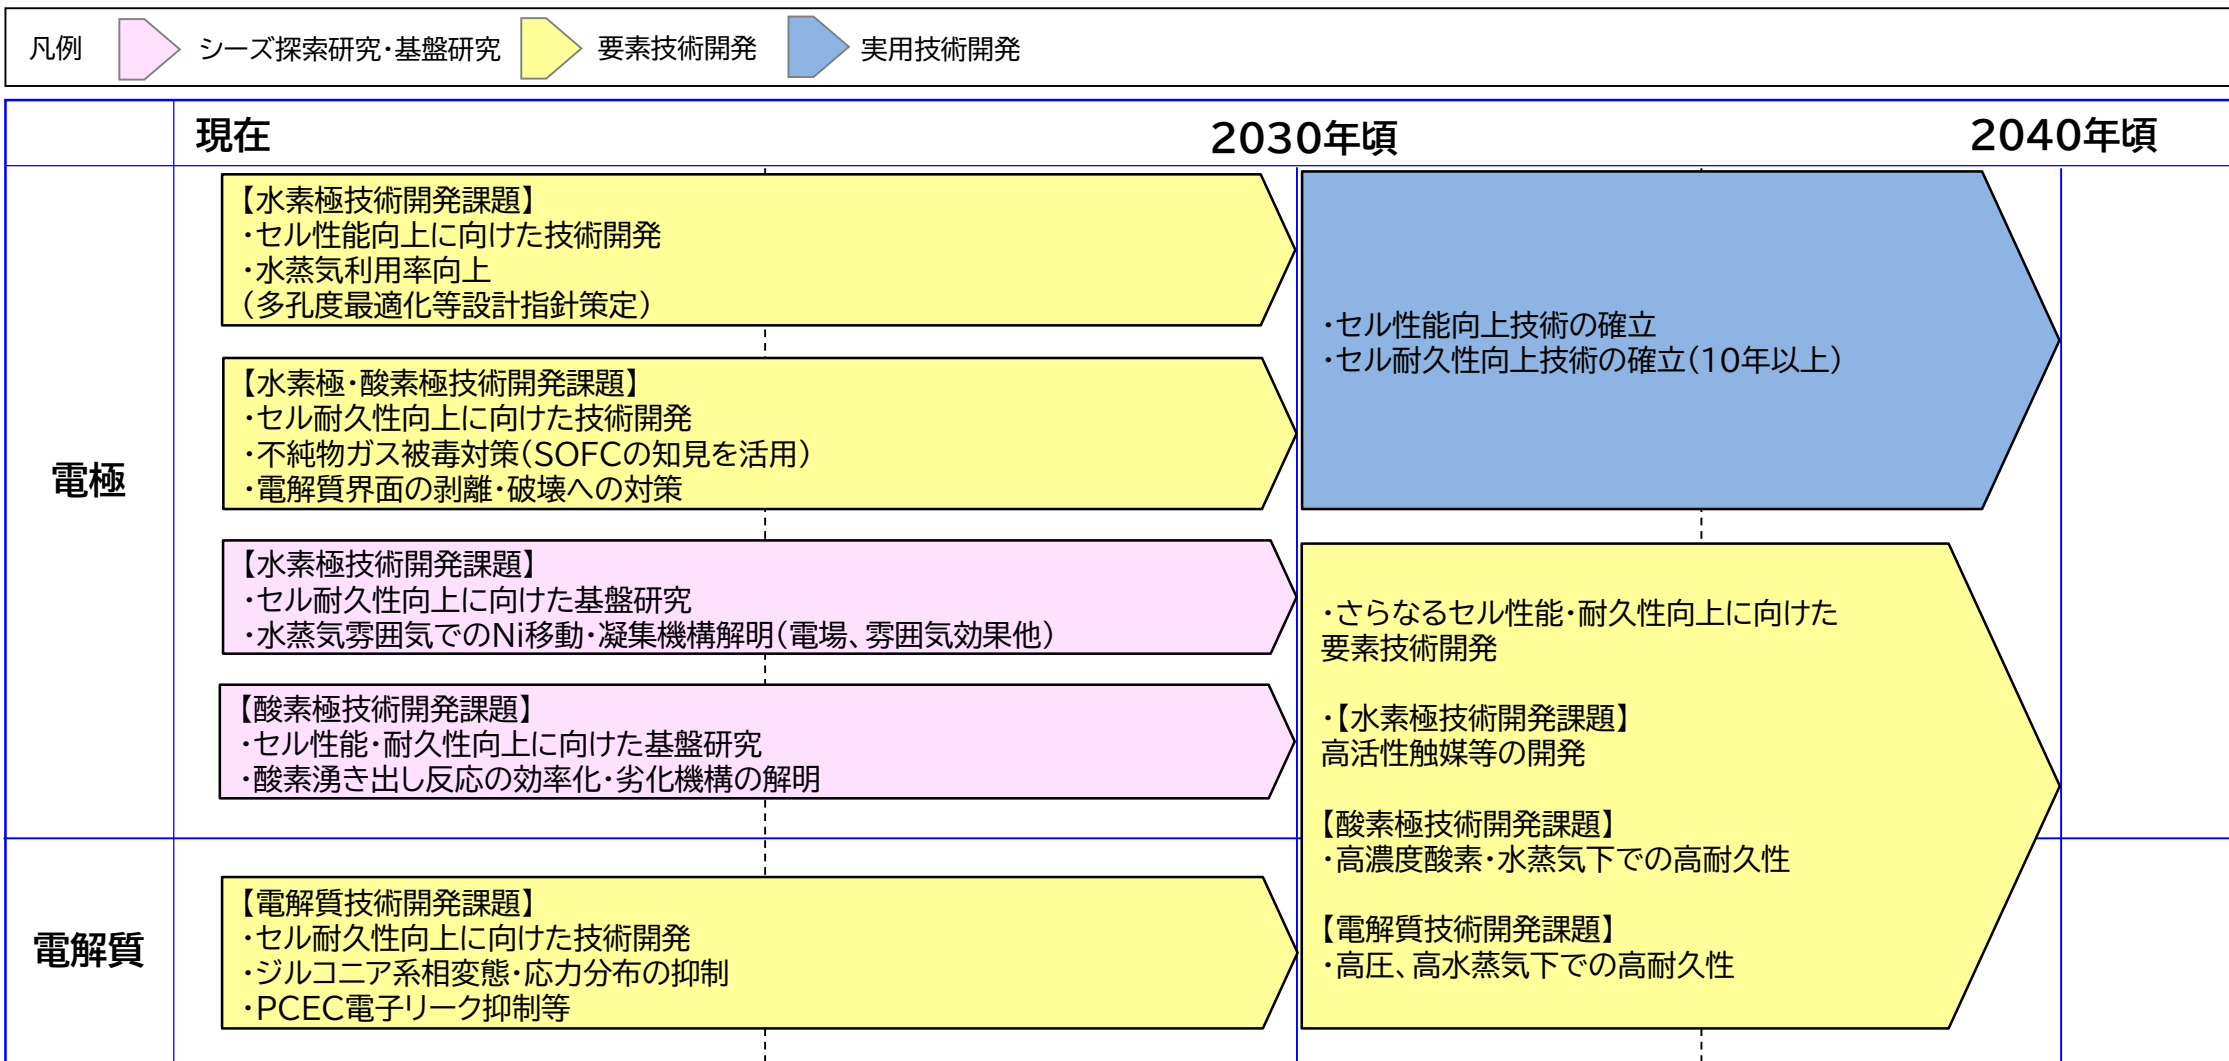 凡例
シーズ探索研究・基盤研究
要素技術開発
実用技術開発
現在
2030年頃
2040年頃
電極
【水素極技術開発課題】
・セル性能向上に向けた技術開発
・水蒸気利用率向上
（多孔度最適化等設計指針策定）
【水素極・酸素極技術開発課題】
・セル耐久性向上に向けた技術開発
・不純物ガス被毒対策（SOFCの知見を活用）
・電解質界面の剥離・破壊への対策
【水素極技術開発課題】
・セル耐久性向上に向けた基盤研究
・水蒸気雰囲気でのNi移動・凝集機構解明（電場、雰囲気効果他）
【酸素極技術開発課題】
・セル性能・耐久性向上に向けた基盤研究
・酸素湧き出し反応の効率化・劣化機構の解明
・セル性能向上技術の確立
・セル耐久性向上技術の確立（10年以上）
・さらなるセル性能・耐久性向上に向けた
要素技術開発
・【水素極技術開発課題】
高活性触媒等の開発
【酸素極技術開発課題】
・高濃度酸素・水蒸気下での高耐久性
【電解質技術開発課題】
・高圧、高水蒸気下での高耐久性
電解質
【電解質技術開発課題】
・セル耐久性向上に向けた技術開発
・ジルコニア系相変態・応力分布の抑制
・PCEC電子リーク抑制等